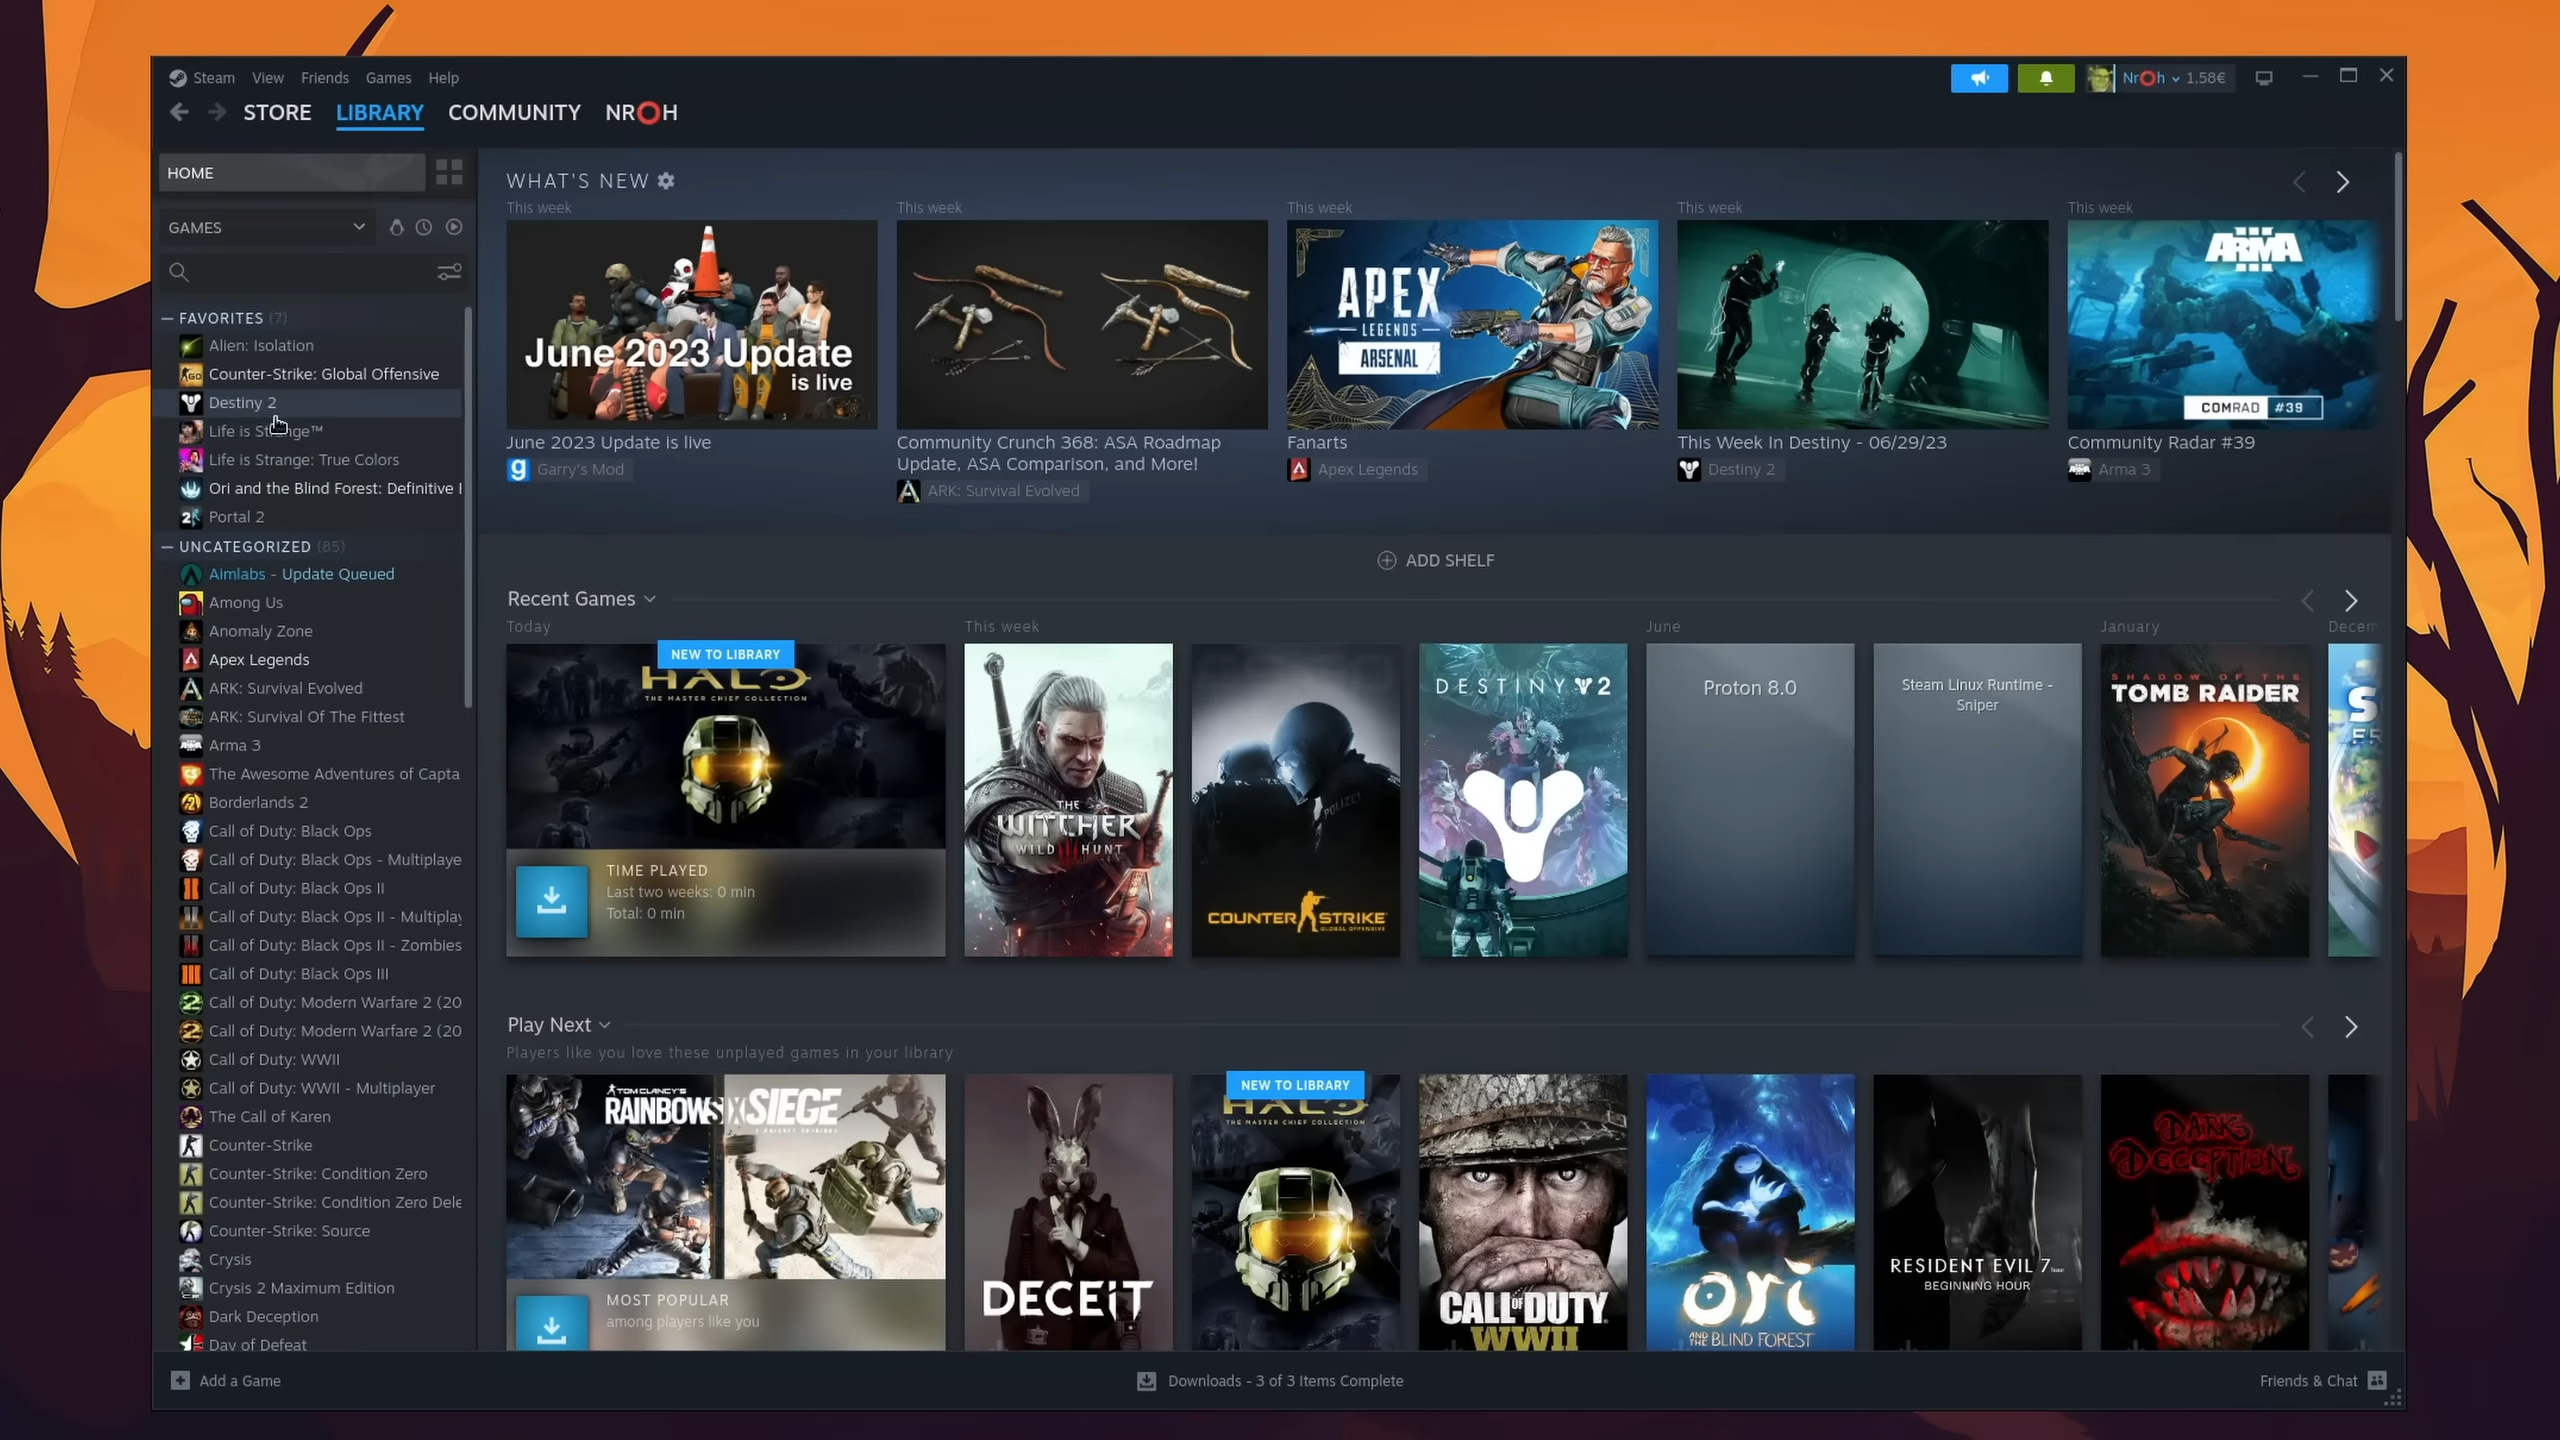 Steam View Friends Games Help
NrOh 1.58€
STORE LIBRARY COMMUNITY NROH
HOME
GAMES
FAVORITES (7)
Alien: Isolation
Counter-Strike: Global Offensive
Destiny 2
Life is Strange™
Life is Strange: True Colors
Ori and the Blind Forest: Definitive
Portal 2
UNCATEGORIZED (85)
Aimlabs - Update Queued
Among Us
Anomaly Zone
Apex Legends
ARK: Survival Evolved
ARK: Survival Of The Fittest
Arma 3
The Awesome Adventures of Capta
Borderlands 2
Call of Duty: Black Ops
Call of Duty: Black Ops - Multiplaye
Call of Duty: Black Ops II
Call of Duty: Black Ops II - Multiplay
Call of Duty: Black Ops II - Zombies
Call of Duty: Black Ops III
Call of Duty: Modern Warfare 2 (20
Call of Duty: Modern Warfare 2 (20
Call of Duty: WWII
Call of Duty: WWII - Multiplayer
The Call of Karen
Counter-Strike
Counter-Strike: Condition Zero
Counter-Strike: Condition Zero Dele
Counter-Strike: Source
Crysis
Crysis 2 Maximum Edition
Dark Deception
Day of Defeat
WHAT'S NEW
This week
June 2023 Update
is live
June 2023 Update is live
Garry's Mod
This week
Community Crunch 368: ASA Roadmap
Update, ASA Comparison, and More!
ARK: Survival Evolved
This week
APEX
LEGENDS
ARSENAL
Fanarts
Apex Legends
This week
This Week In Destiny - 06/29/23
Destiny 2
This week
ARMA
III
COMRAD #39
Community Radar #39
Arma 3
ADD SHELF
Recent Games
Today
NEW TO LIBRARY
HALO
THE MASTER CHIEF COLLECTION
TIME PLAYED
Last two weeks: 0 min
Total: 0 min
This week
THE
WITCHER
WILD HUNT
POLIZEI
COUNTER STRIKE
GLOBAL OFFENSIVE
DESTINY 2
June
Proton 8.0
Steam Linux Runtime -
Sniper
January
SHADOW OF THE
TOMB RAIDER
Decem
Play Next
Players like you love these unplayed games in your library
TOM CLANCY'S
RAINBOW SIX SIEGE
MOST POPULAR
among players like you
DECEIT
NEW TO LIBRARY
HALO
THE MASTER CHIEF COLLECTION
CALL OF DUTY
WWII
ori
AND THE BLIND FOREST
RESIDENT EVIL 7
BEGINNING HOUR
DARK
DECEPTION
Add a Game
Downloads - 3 of 3 Items Complete
Friends & Chat